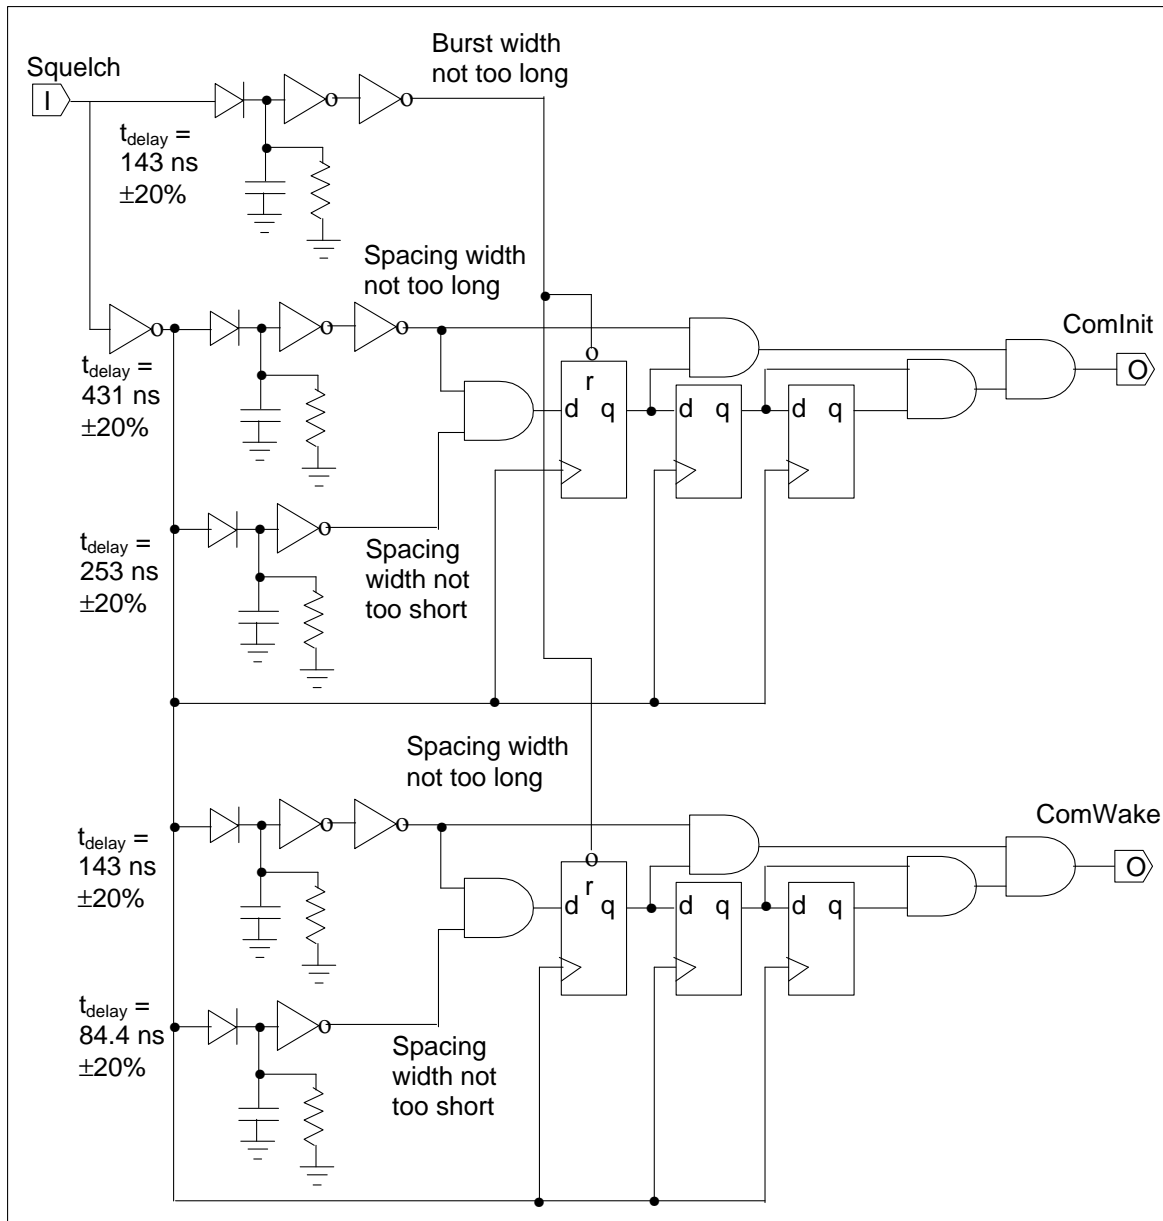 Burst width
not too long
Squelch
I
t_delay =
143 ns
±20%
Spacing width
not too long
ComInit
O
t_delay =
431 ns
±20%
r
d q
d q
d q
t_delay =
253 ns
±20%
Spacing
width not
too short
Spacing width
not too long
ComWake
O
t_delay =
143 ns
±20%
r
d q
d q
d q
t_delay =
84.4 ns
±20%
Spacing
width not
too short